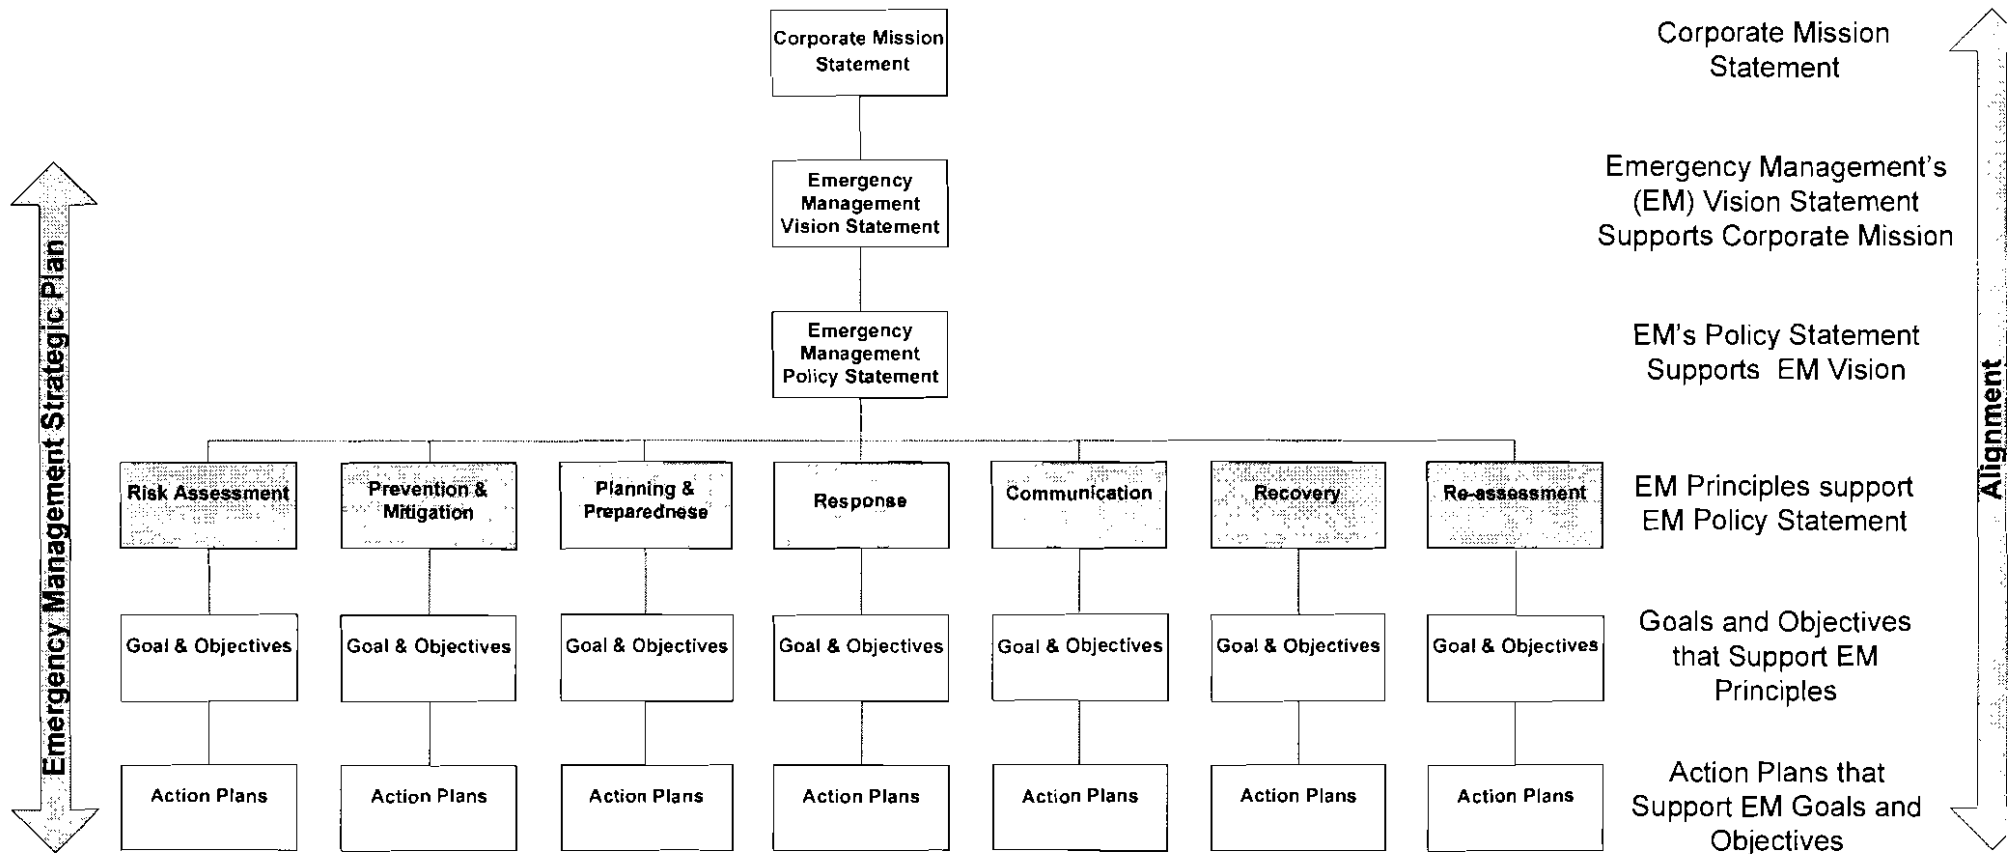 Corporate Mission
Statement
Corporate Mission
Statement
Emergency
Management
Vision Statement
Emergency Management's
(EM) Vision Statement
Supports Corporate Mission
Emergency
Management
Policy Statement
EM's Policy Statement
Supports EM Vision
Risk Assessment
Prevention &
Mitigation
Planning &
Preparedness
Response
Communication
Recovery
Re-assessment
EM Principles support
EM Policy Statement
Goal & Objectives
Goal & Objectives
Goal & Objectives
Goal & Objectives
Goal & Objectives
Goal & Objectives
Goal & Objectives
Goals and Objectives
that Support EM
Principles
Action Plans
Action Plans
Action Plans
Action Plans
Action Plans
Action Plans
Action Plans
Action Plans that
Support EM Goals and
Objectives
Emergency Management Strategic Plan
Alignment